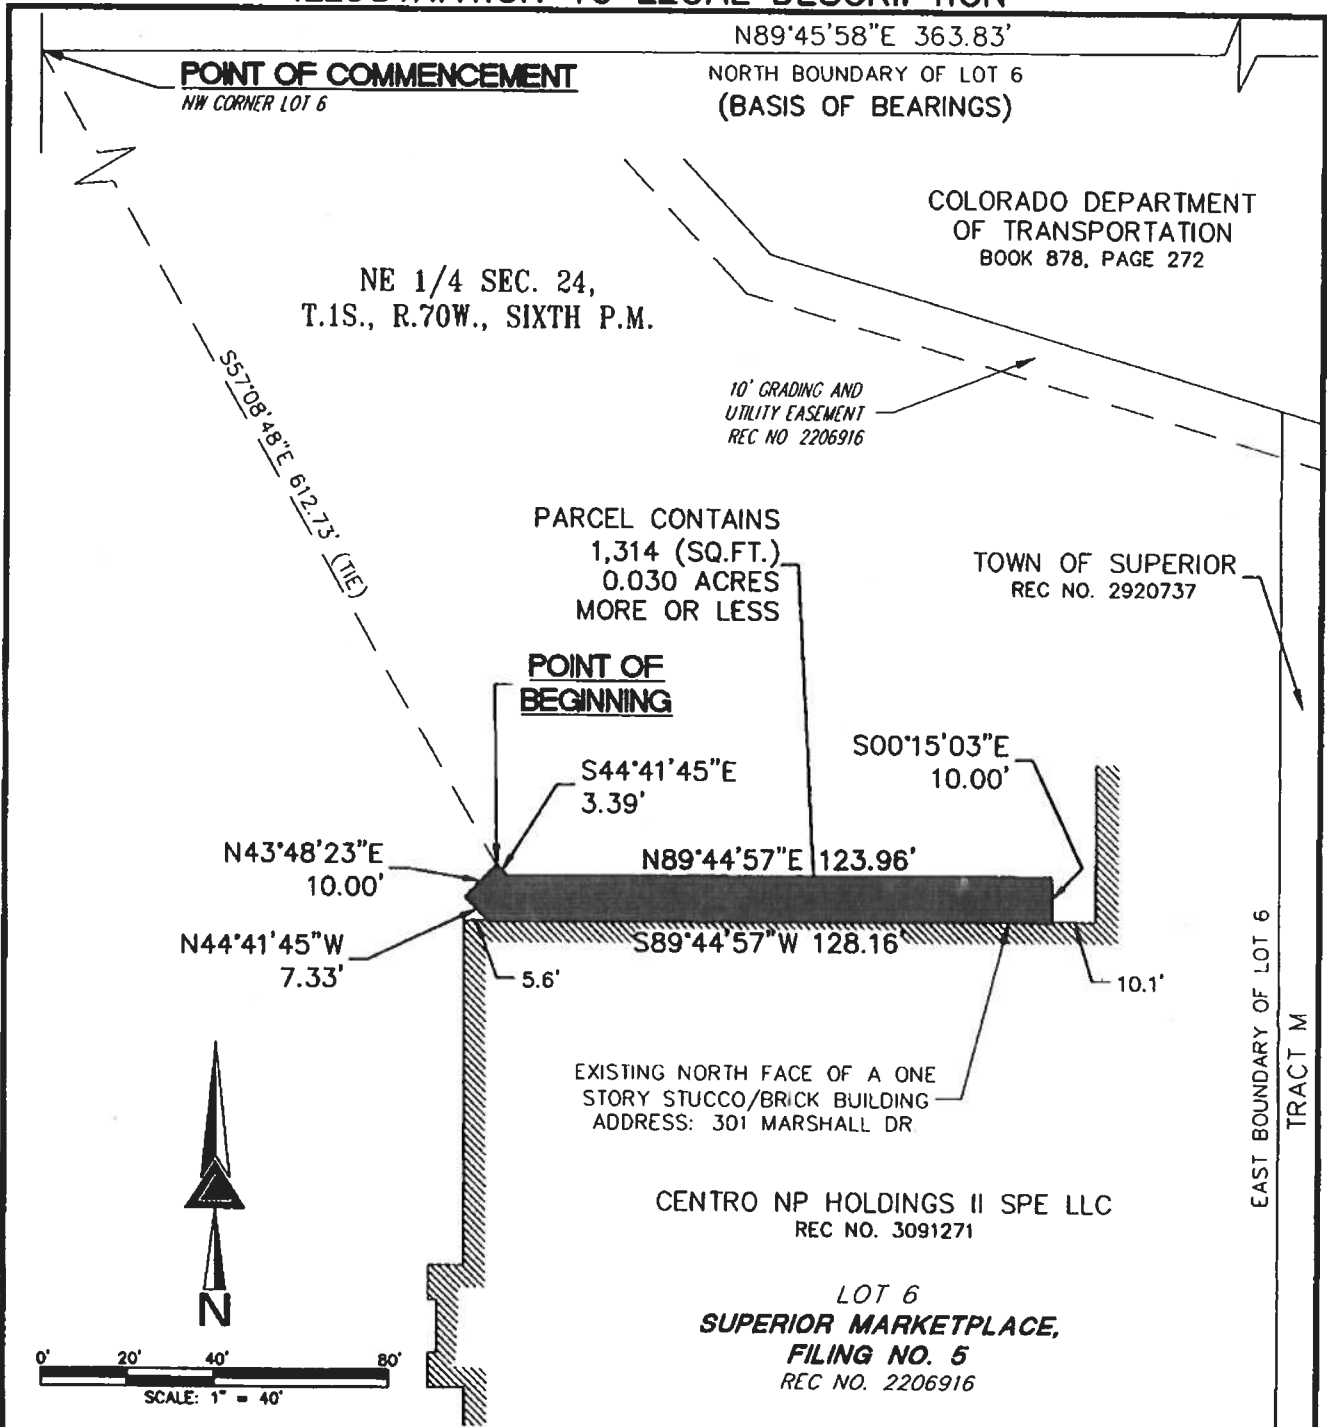 ILLUSTRATION TO LEGAL DESCRIPTION
N89°45'58"E 363.83'
POINT OF COMMENCEMENT
NW CORNER LOT 6
NORTH BOUNDARY OF LOT 6
(BASIS OF BEARINGS)
COLORADO DEPARTMENT
OF TRANSPORTATION
BOOK 878, PAGE 272
NE 1/4 SEC. 24,
T.1S., R.70W., SIXTH P.M.
S57°08'48"E 612.73' (TIE)
10' GRADING AND
UTILITY EASEMENT
REC NO 2206916
PARCEL CONTAINS
1,314 (SQ.FT.)
0.030 ACRES
MORE OR LESS
TOWN OF SUPERIOR
REC NO. 2920737
POINT OF
BEGINNING
S44°41'45"E
3.39'
S00°15'03"E
10.00'
N43°48'23"E
10.00'
N89°44'57"E 123.96'
N44°41'45"W
7.33'
S89°44'57"W 128.16'
5.6'
10.1'
EAST BOUNDARY OF LOT 6
TRACT M
EXISTING NORTH FACE OF A ONE
STORY STUCCO/BRICK BUILDING
ADDRESS: 301 MARSHALL DR
CENTRO NP HOLDINGS II SPE LLC
REC NO. 3091271
LOT 6
SUPERIOR MARKETPLACE,
FILING NO. 5
REC NO. 2206916
N
0' 20' 40' 80'
SCALE: 1" = 40'